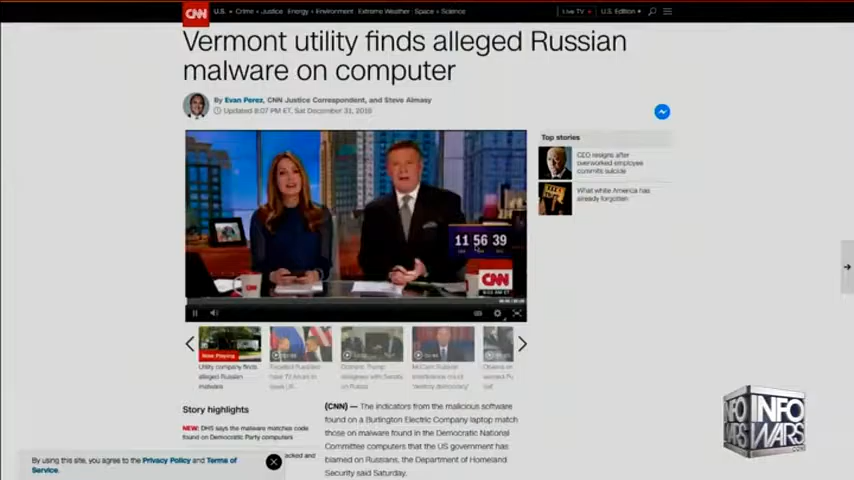 CNN U.S. • Crime + Justice Energy + Environment Extreme Weather Space + Science Live TV • U.S. Edition •
Vermont utility finds alleged Russian
malware on computer
By Evan Perez, CNN Justice Correspondent, and Steve Almasy
Updated 8:07 PM ET, Sat December 31, 2016
Top stories
CEO resigns after
overworked employee
commits suicide
What white America has
already forgotten
11 56 39
CNN
CNN
Now Playing
Utility company finds
alleged Russian
malware
Story highlights
NEW: DHS says the malware matches code
found on Democratic Party computers
(CNN) — The indicators from the malicious software
found on a Burlington Electric Company laptop match
those on malware found in the Democratic National
Committee computers that the US government has
blamed on Russians, the Department of Homeland
Security said Saturday.
By using this site, you agree to the Privacy Policy and Terms of
Service.
INFO
WARS
.COM